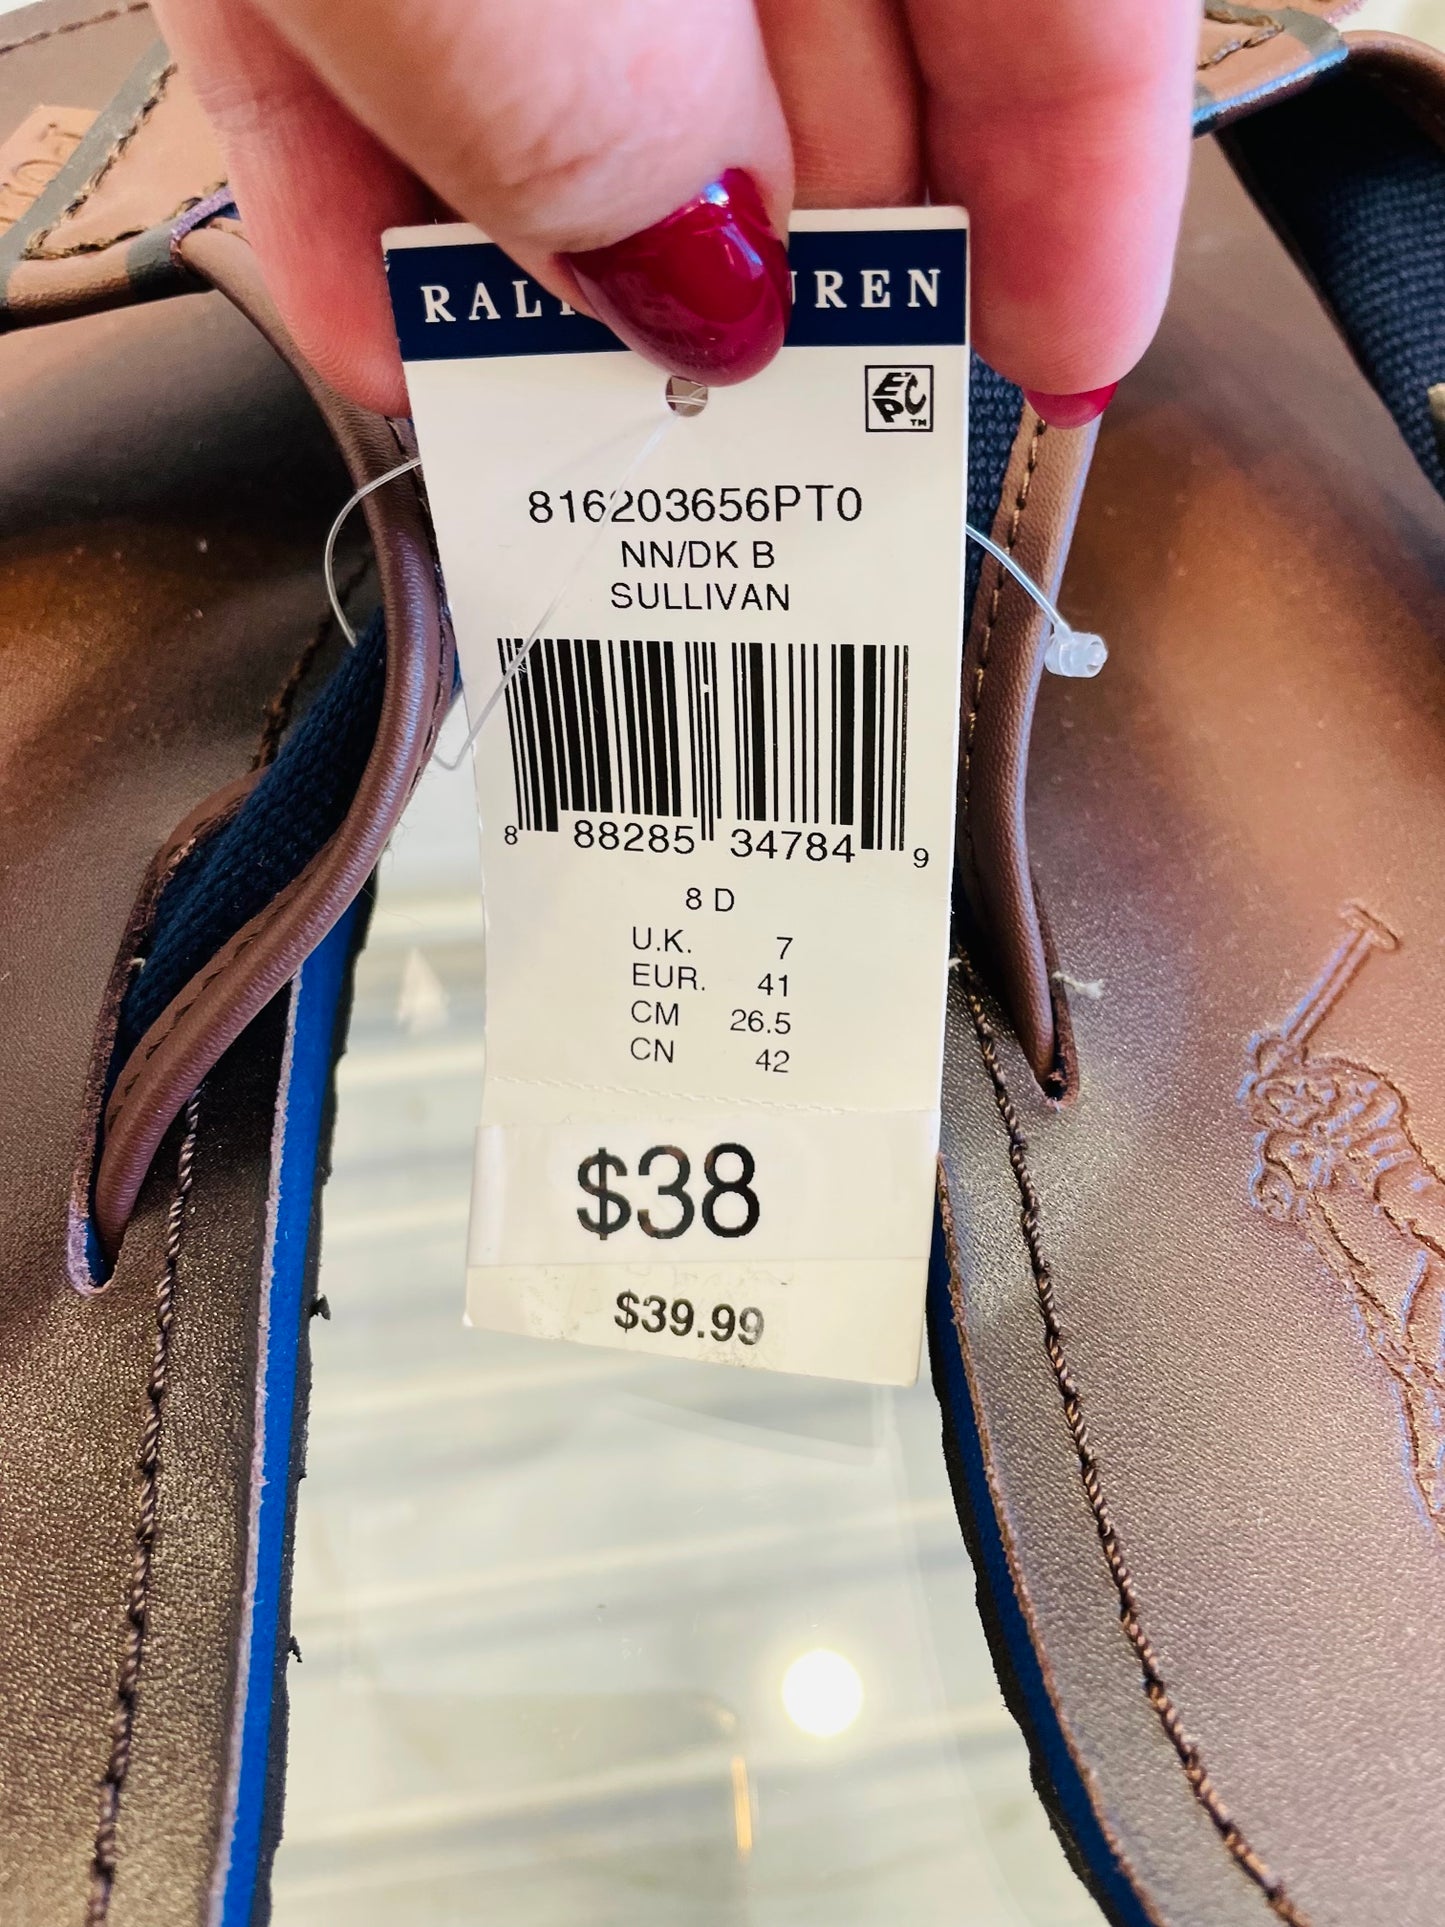 RAL UREN
EPC™
816203656PT0
NN/DK B
SULLIVAN
8 88285 34784 9
8 D
U.K. 7
EUR. 41
CM 26.5
CN 42
$38
$39.99